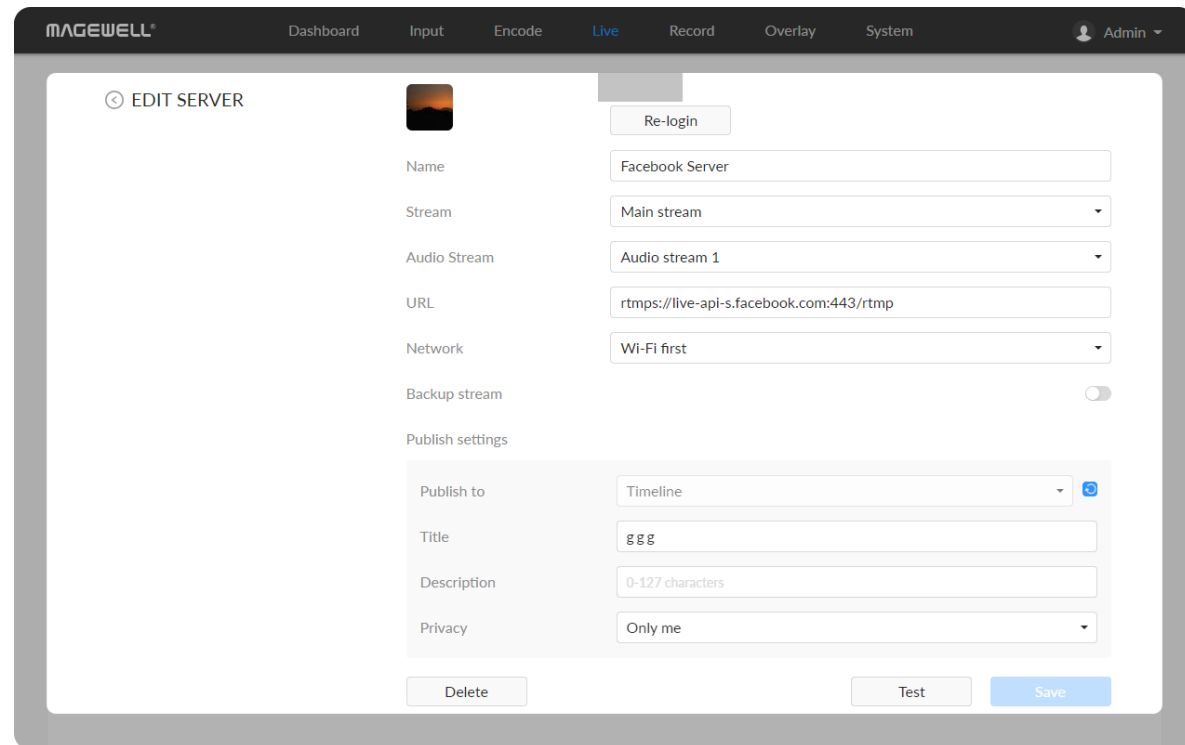 MAGEWELL®
Dashboard Input Encode Live Record Overlay System Admin
EDIT SERVER
Re-login
Name Facebook Server
Stream Main stream
Audio Stream Audio stream 1
URL rtmps://live-api-s.facebook.com:443/rtmp
Network Wi-Fi first
Backup stream
Publish settings
Publish to Timeline
Title g g g
Description 0-127 characters
Privacy Only me
Delete Test Save